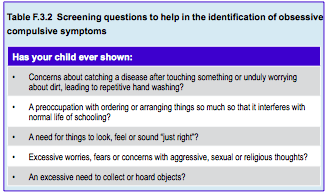 Table F.3.2 Screening questions to help in the identification of obsessive
compulsive symptoms
Has your child ever shown:
• Concerns about catching a disease after touching something or unduly worrying
about dirt, leading to repetitive hand washing?
• A preoccupation with ordering or arranging things so much so that it interferes with
normal life of schooling?
• A need for things to look, feel or sound “just right”?
• Excessive worries, fears or concerns with aggressive, sexual or religious thoughts?
• An excessive need to collect or hoard objects?